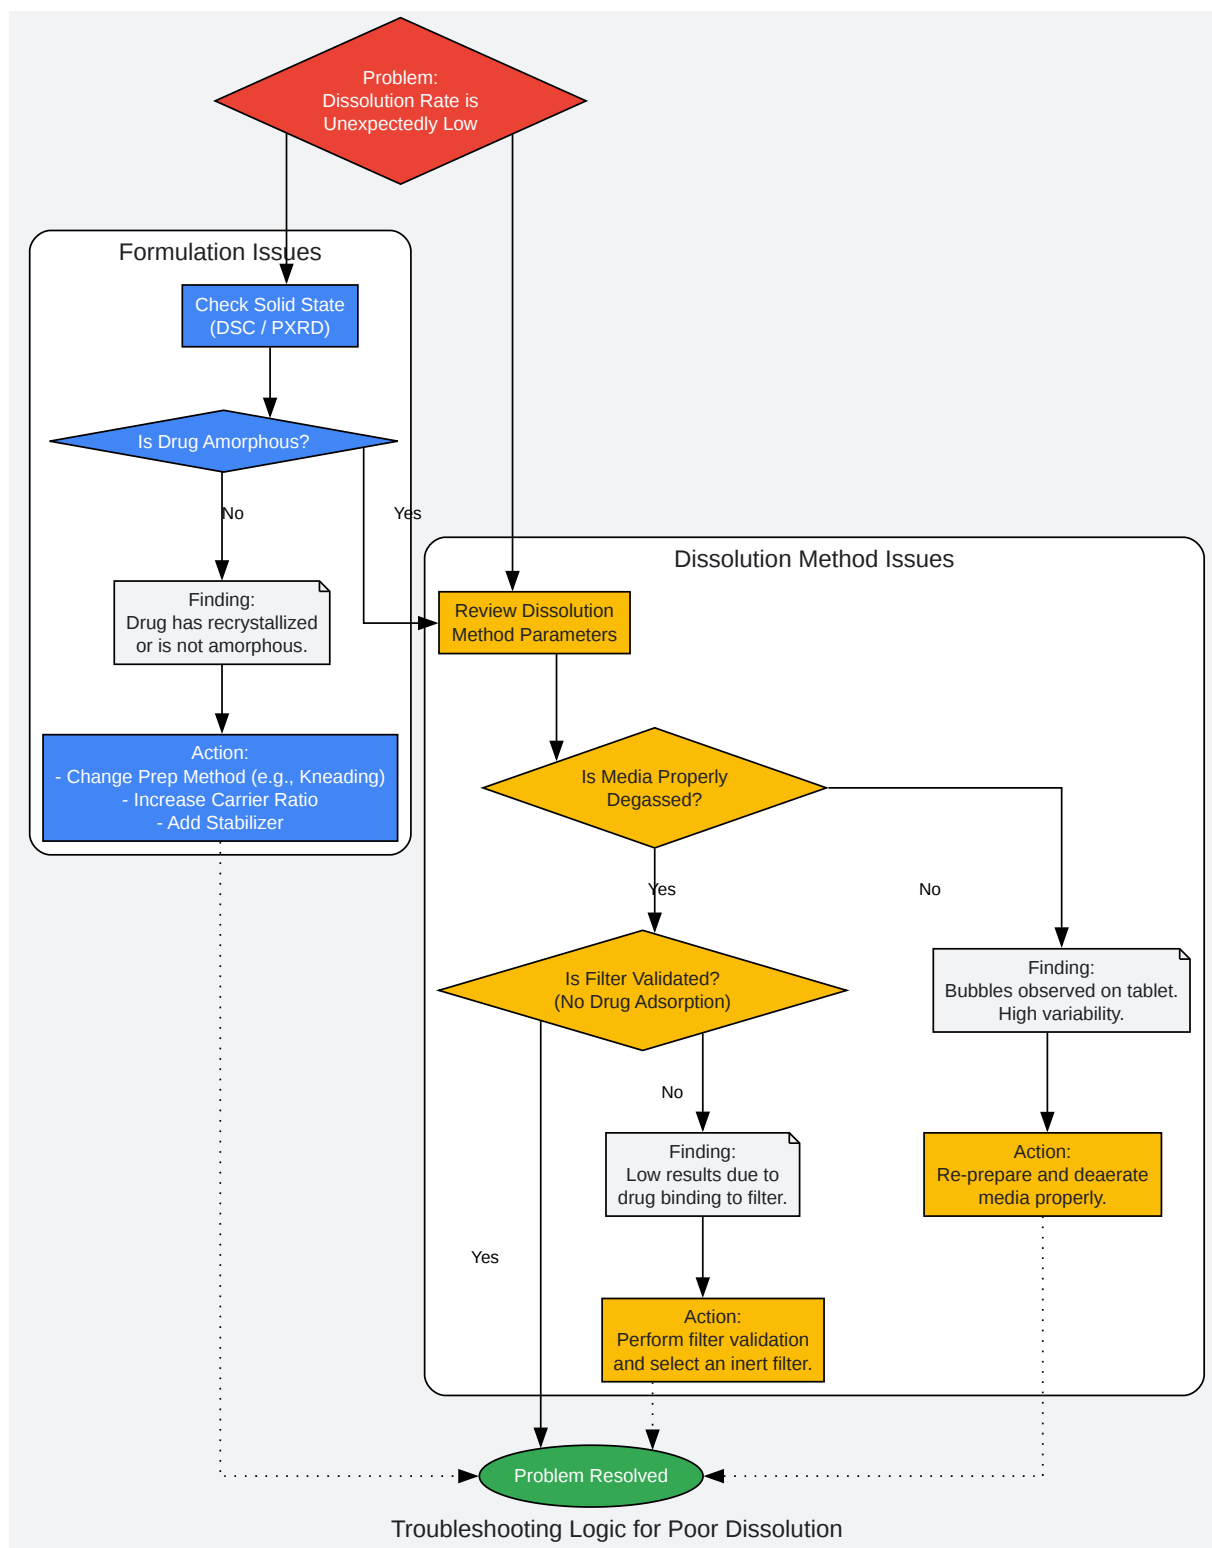 Problem:
Dissolution Rate is
Unexpectedly Low
Formulation Issues
Check Solid State
(DSC / PXRD)
Is Drug Amorphous?
No
Yes
Finding:
Drug has recrystallized
or is not amorphous.
Action:
- Change Prep Method (e.g., Kneading)
- Increase Carrier Ratio
- Add Stabilizer
Dissolution Method Issues
Review Dissolution
Method Parameters
Is Media Properly
Degassed?
Yes
No
Is Filter Validated?
(No Drug Adsorption)
Finding:
Bubbles observed on tablet.
High variability.
No
Finding:
Low results due to
drug binding to filter.
Action:
Re-prepare and deaerate
media properly.
Yes
Action:
Perform filter validation
and select an inert filter.
Problem Resolved
Troubleshooting Logic for Poor Dissolution